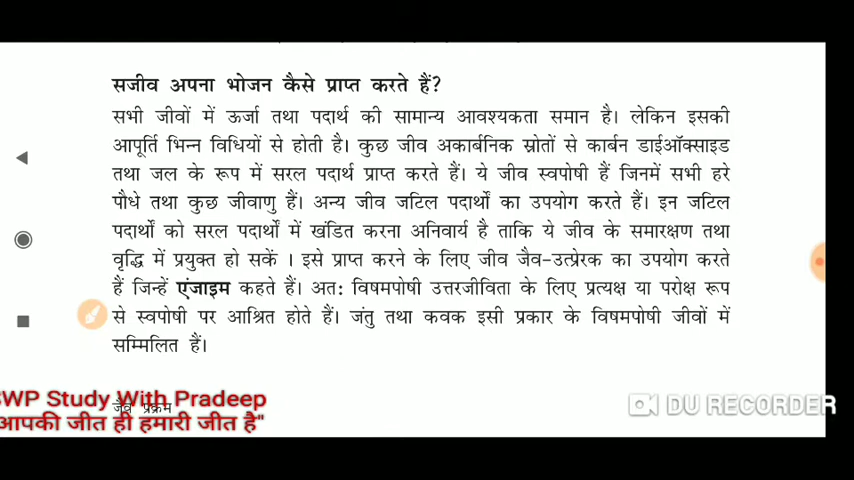 सजीव अपना भोजन कैसे प्राप्त करते हैं?
सभी जीवों में ऊर्जा तथा पदार्थ की सामान्य आवश्यकता समान है। लेकिन इसकी
आपूर्ति भिन्न विधियों से होती है। कुछ जीव अकार्बनिक स्रोतों से कार्बन डाईऑक्साइड
तथा जल के रूप में सरल पदार्थ प्राप्त करते हैं। ये जीव स्वपोषी हैं जिनमें सभी हरे
पौधे तथा कुछ जीवाणु हैं। अन्य जीव जटिल पदार्थों का उपयोग करते हैं। इन जटिल
पदार्थों को सरल पदार्थों में खंडित करना अनिवार्य है ताकि ये जीव के समारक्षण तथा
वृद्धि में प्रयुक्त हो सकें । इसे प्राप्त करने के लिए जीव जैव-उत्प्रेरक का उपयोग करते
हैं जिन्हें एंजाइम कहते हैं। अत: विषमपोषी उत्तरजीविता के लिए प्रत्यक्ष या परोक्ष रूप
से स्वपोषी पर आश्रित होते हैं। जंतु तथा कवक इसी प्रकार के विषमपोषी जीवों में
सम्मिलित हैं।
SWP Study With Pradeep
जैव प्रक्रम
आपकी जीत ही हमारी जीत है"
DU RECORDER